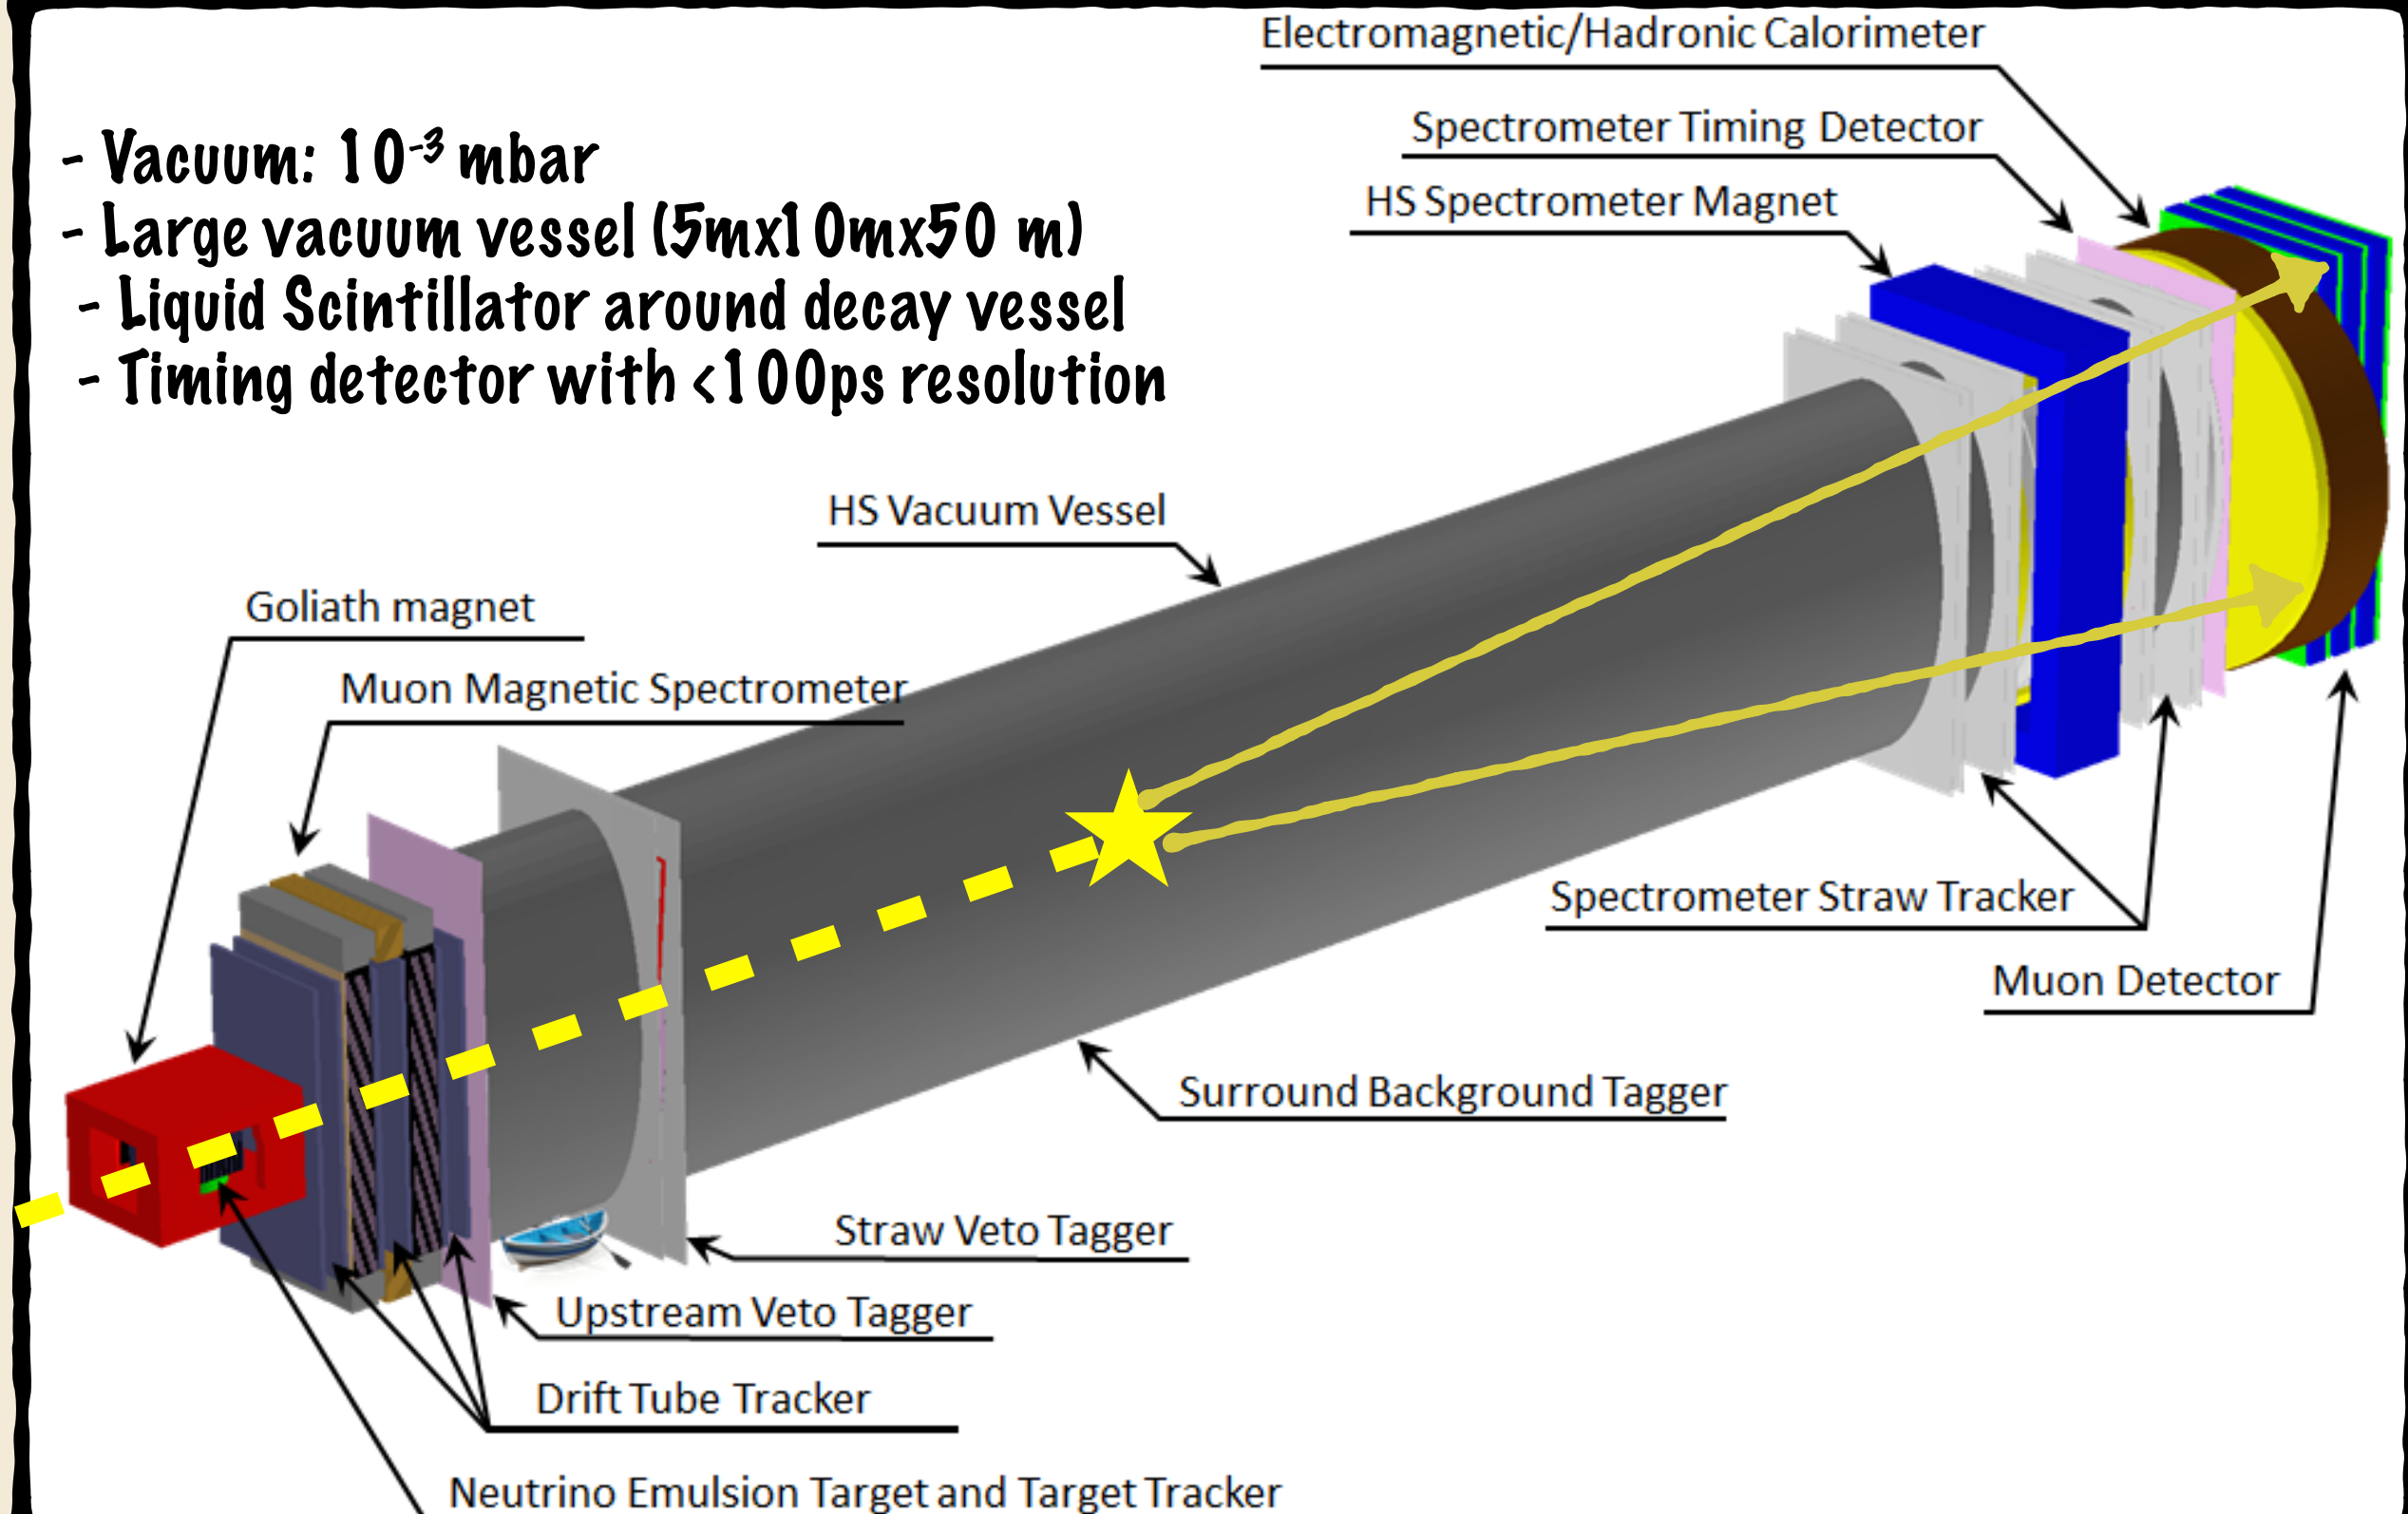 Electromagnetic/Hadronic Calorimeter
Spectrometer Timing Detector
HS Spectrometer Magnet
- Vacuum: 10⁻³ mbar
- Large vacuum vessel (5mx10mx50 m)
- Liquid Scintillator around decay vessel
- Timing detector with <100ps resolution
HS Vacuum Vessel
Goliath magnet
Muon Magnetic Spectrometer
Spectrometer Straw Tracker
Muon Detector
Surround Background Tagger
Straw Veto Tagger
Upstream Veto Tagger
Drift Tube Tracker
Neutrino Emulsion Target and Target Tracker